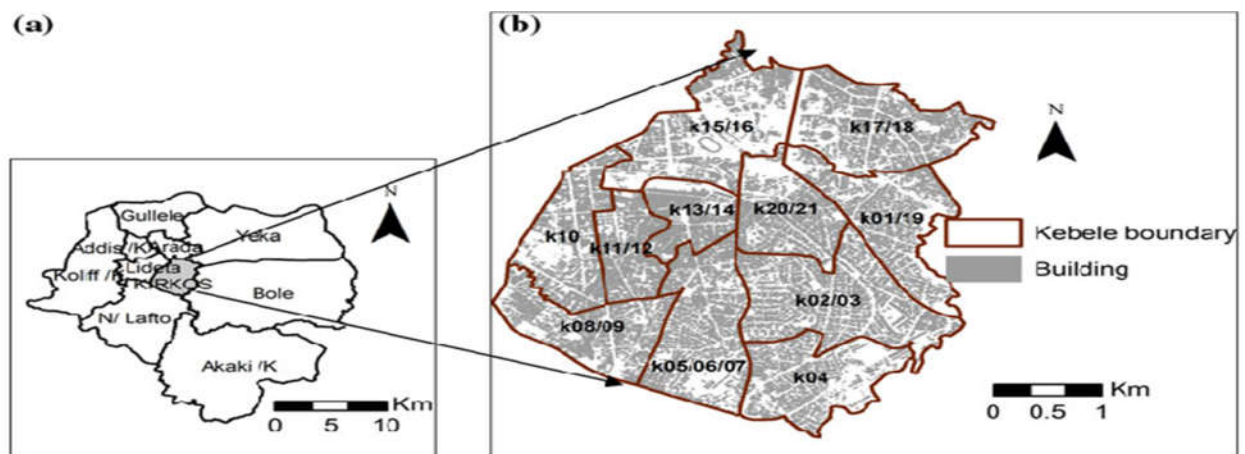 (a)
N
Gullele
Yeka
Addis /K
Arada
Lideta
KIRKOS
Bole
N/ Lafto
Akaki /K
Km
0 5 10
(b)
N
k15/16
k17/18
k13/14
k20/21
k01/19
k10
k11/12
k02/03
k08/09
k05/06/07
k04
Kebele boundary
Building
Km
0 0.5 1